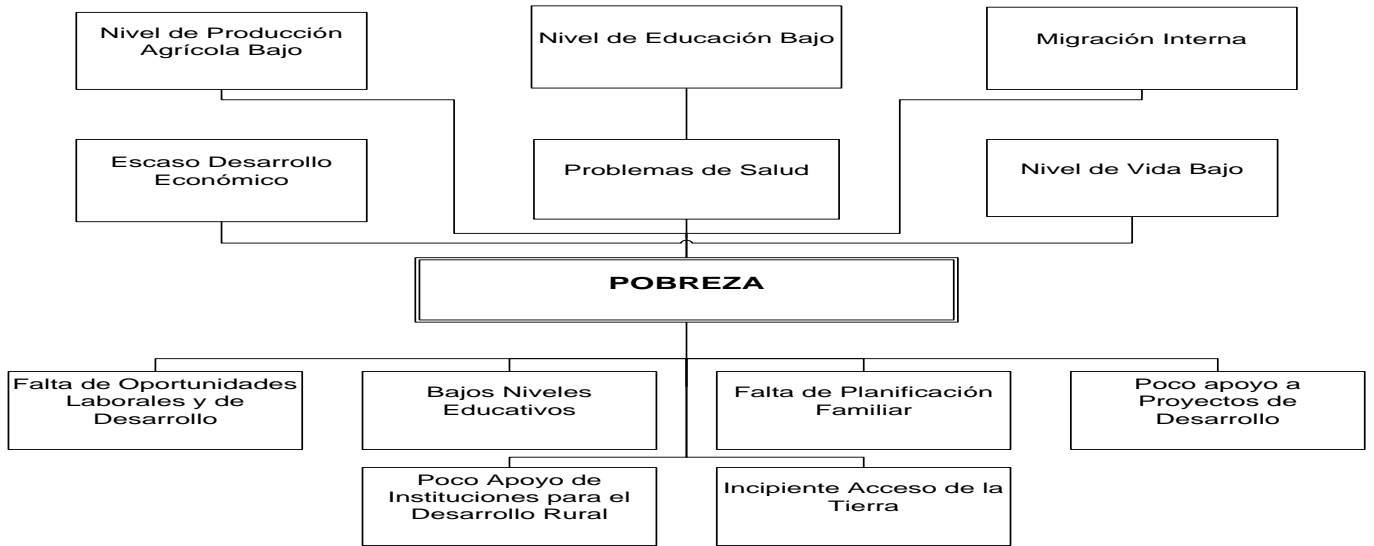 Nivel de Producción
Agrícola Bajo
Nivel de Educación Bajo
Migración Interna
Escaso Desarrollo
Económico
Problemas de Salud
Nivel de Vida Bajo
POBREZA
Falta de Oportunidades
Laborales y de
Desarrollo
Bajos Niveles
Educativos
Falta de Planificación
Familiar
Poco apoyo a
Proyectos de
Desarrollo
Poco Apoyo de
Instituciones para el
Desarrollo Rural
Incipiente Acceso de la
Tierra